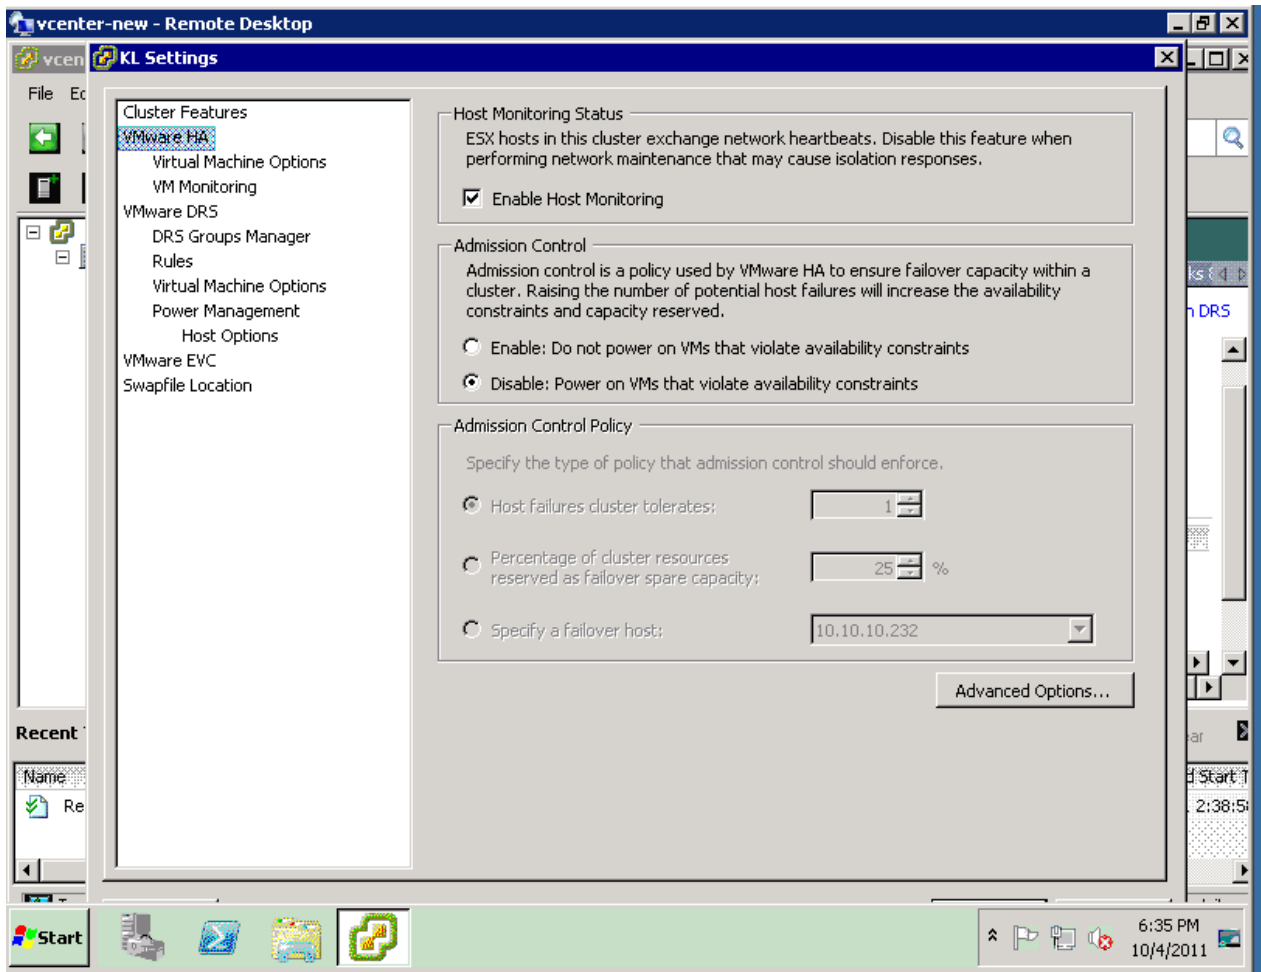 vcenter-new - Remote Desktop
vcen
KL Settings
File
Cluster Features
VMware HA
Virtual Machine Options
VM Monitoring
VMware DRS
DRS Groups Manager
Rules
Virtual Machine Options
Power Management
Host Options
VMware EVC
Swapfile Location
Host Monitoring Status
ESX hosts in this cluster exchange network heartbeats. Disable this feature when
performing network maintenance that may cause isolation responses.
Enable Host Monitoring
Admission Control
Admission control is a policy used by VMware HA to ensure failover capacity within a
cluster. Raising the number of potential host failures will increase the availability
constraints and capacity reserved.
Enable: Do not power on VMs that violate availability constraints
Disable: Power on VMs that violate availability constraints
Admission Control Policy
Specify the type of policy that admission control should enforce.
Host failures cluster tolerates:
1
Percentage of cluster resources
reserved as failover spare capacity:
25 %
Specify a failover host:
10.10.10.232
Advanced Options...
DRS
Recent
ear
Name
d Start T
Re
2:38:5
Start
6:35 PM
10/4/2011